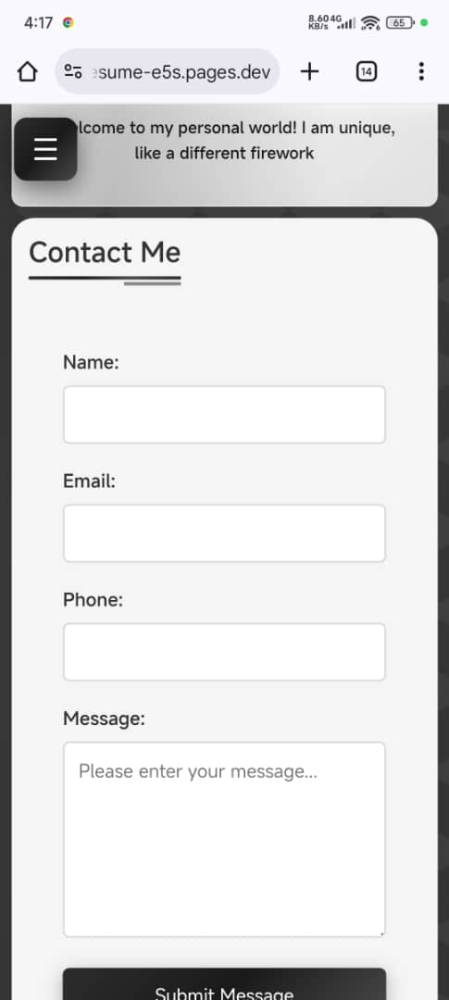 4:17
8.60 4G
KB/s
6
65
esume-e5s.pages.dev
14
lcome to my personal world! I am unique,
like a different firework
Contact Me
Name:
Email:
Phone:
Message:
Please enter your message...
Submit Message